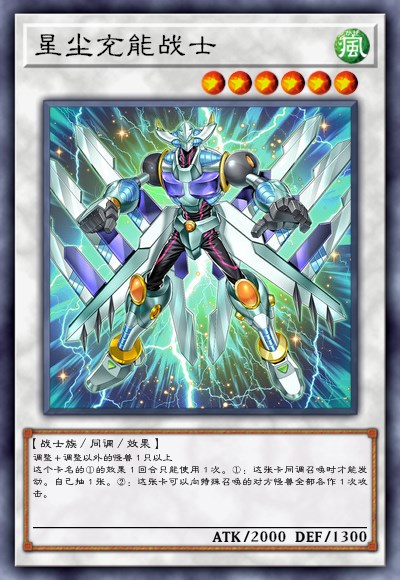 星尘充能战士
風
【战士族／同调／效果】
调整＋调整以外的怪兽1只以上
这个卡名的①的效果1回合只能使用1次。①：这张卡同调召唤时才能发
动。自己抽1张。②：这张卡可以向特殊召唤的对方怪兽全部各作1次攻
击。
ATK/2000 DEF/1300